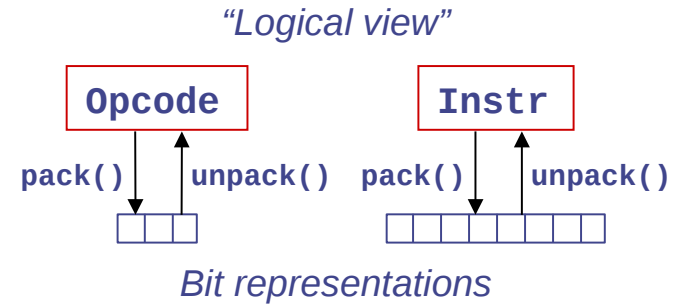 “Logical view”
Opcode Instr
pack() unpack() pack() unpack()
Bit representations